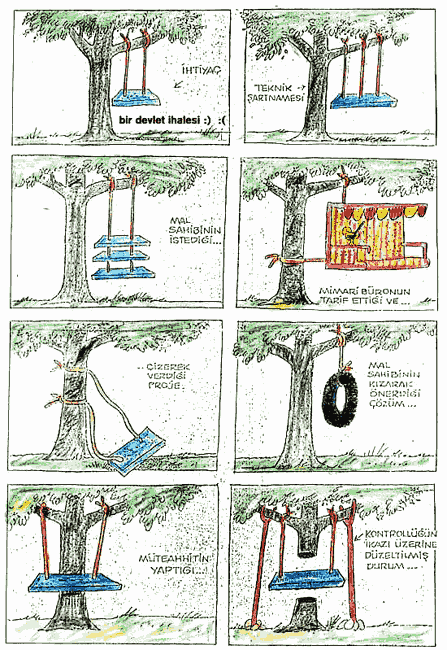 İHTİYAÇ
bir devlet ihalesi :) :(
TEKNİK
ŞARTNAMESİ
MAL
SAHİBİNİN
İSTEDİĞİ...
MİMARİ BÜRONUN
TARİF ETTİĞİ VE ...
.. ÇİZEREK
VERDİĞİ
PROJE.
MAL
SAHİBİNİN
KIZARAK
ÖNERDİĞİ
ÇÖZÜM ...
MÜTEAHHİTİN
YAPTIĞI...!
KONTROLLÜĞÜN
İKAZI ÜZERİNE
DÜZELTİLMİŞ
DURUM ...